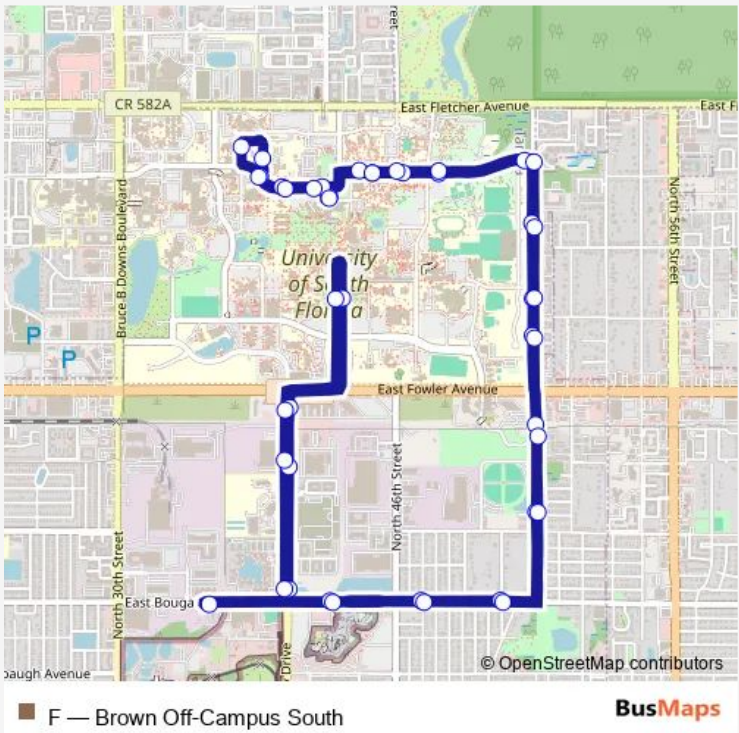 reet
CR 582A
East Fletcher Avenue
East F
Bruce B Downs Boulevard
North 56th Street
University
of South
Florida
P
P
East Fowler Avenue
North 46th Street
North 30th Street
East Bouga
Drive
baugh Avenue
© OpenStreetMap contributors
F — Brown Off-Campus South
BusMaps